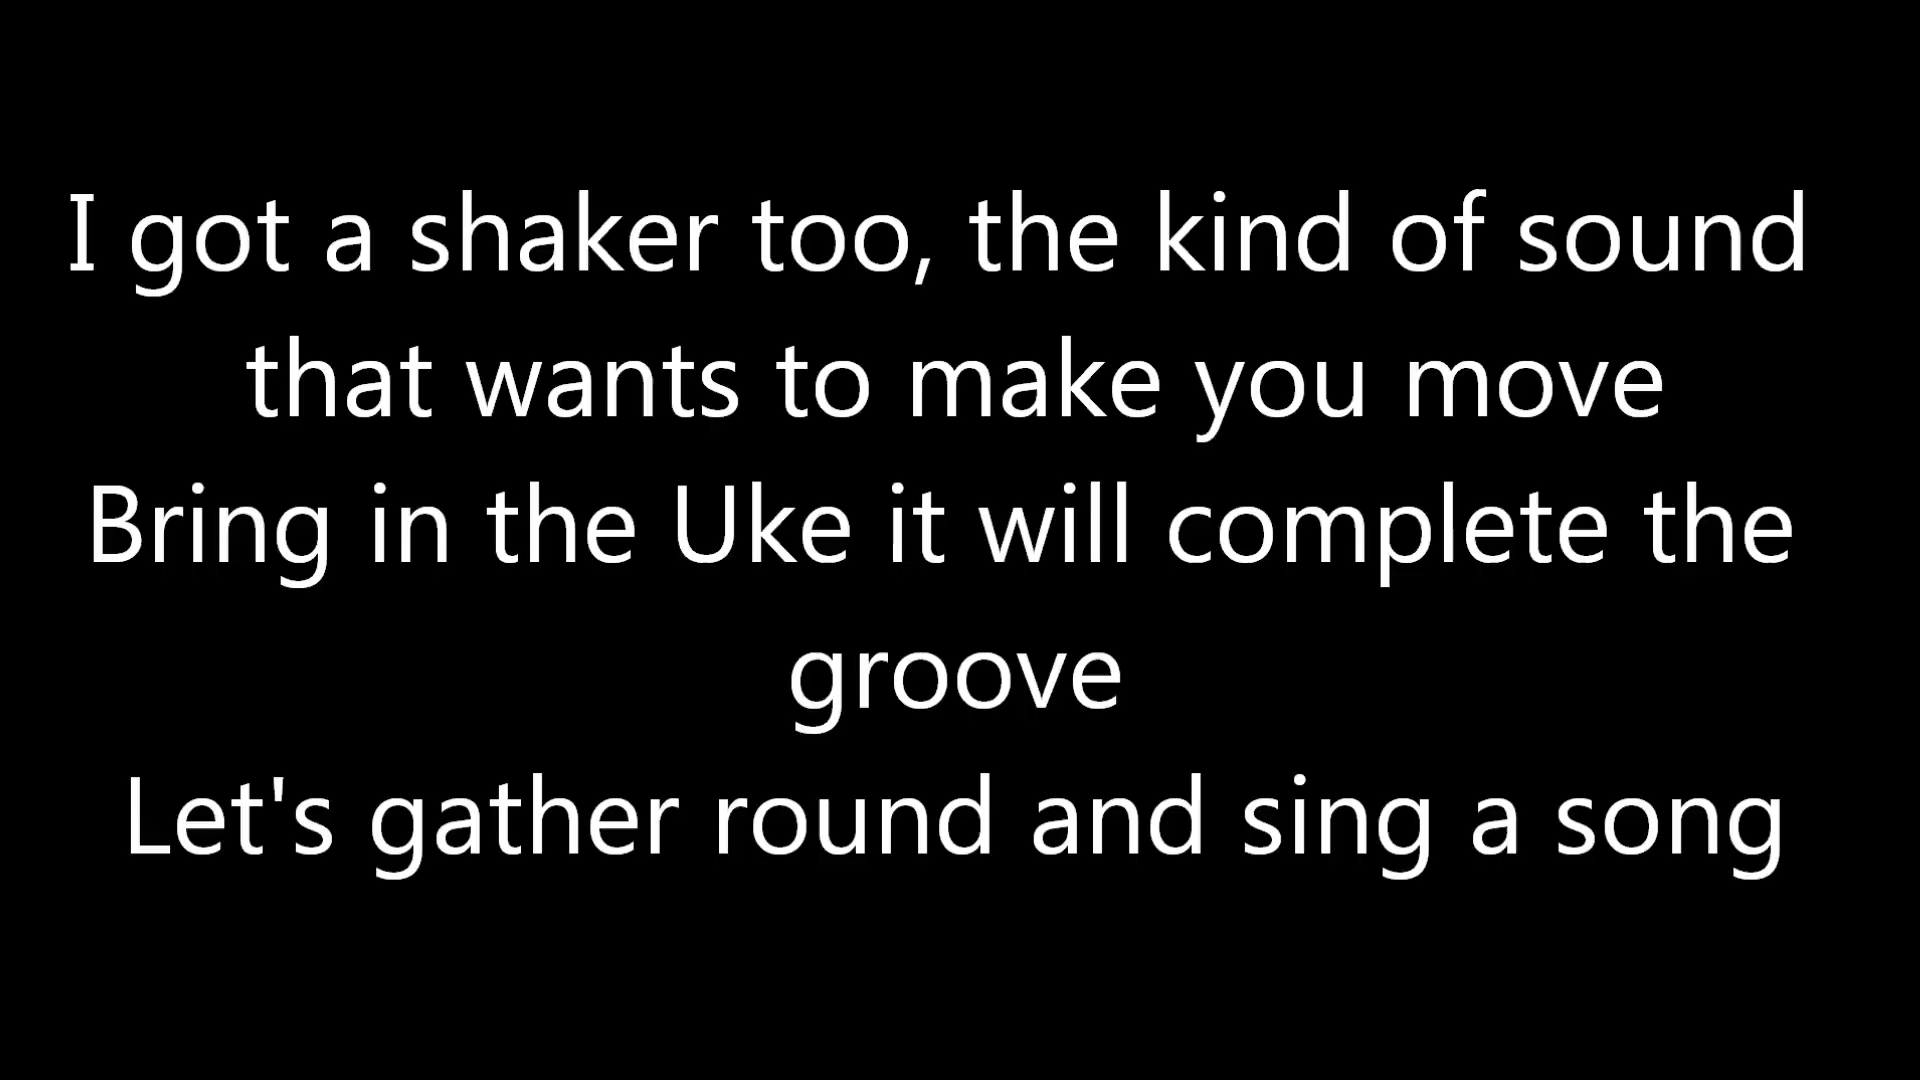 I got a shaker too, the kind of sound
that wants to make you move
Bring in the Uke it will complete the
groove
Let's gather round and sing a song